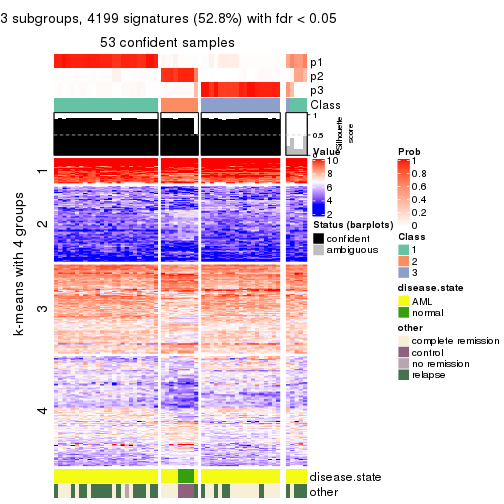 3 subgroups, 4199 signatures (52.8%) with fdr < 0.05
53 confident samples
p1
p2
p3
Class
1
0.5
0
Silhouette
score
k-means with 4 groups
1
2
3
4
disease.state
other
Value
10
8
6
4
2
Status (barplots)
confident
ambiguous
Prob
1
0.8
0.6
0.4
0.2
0
Class
1
2
3
disease.state
AML
normal
other
complete remission
control
no remission
relapse